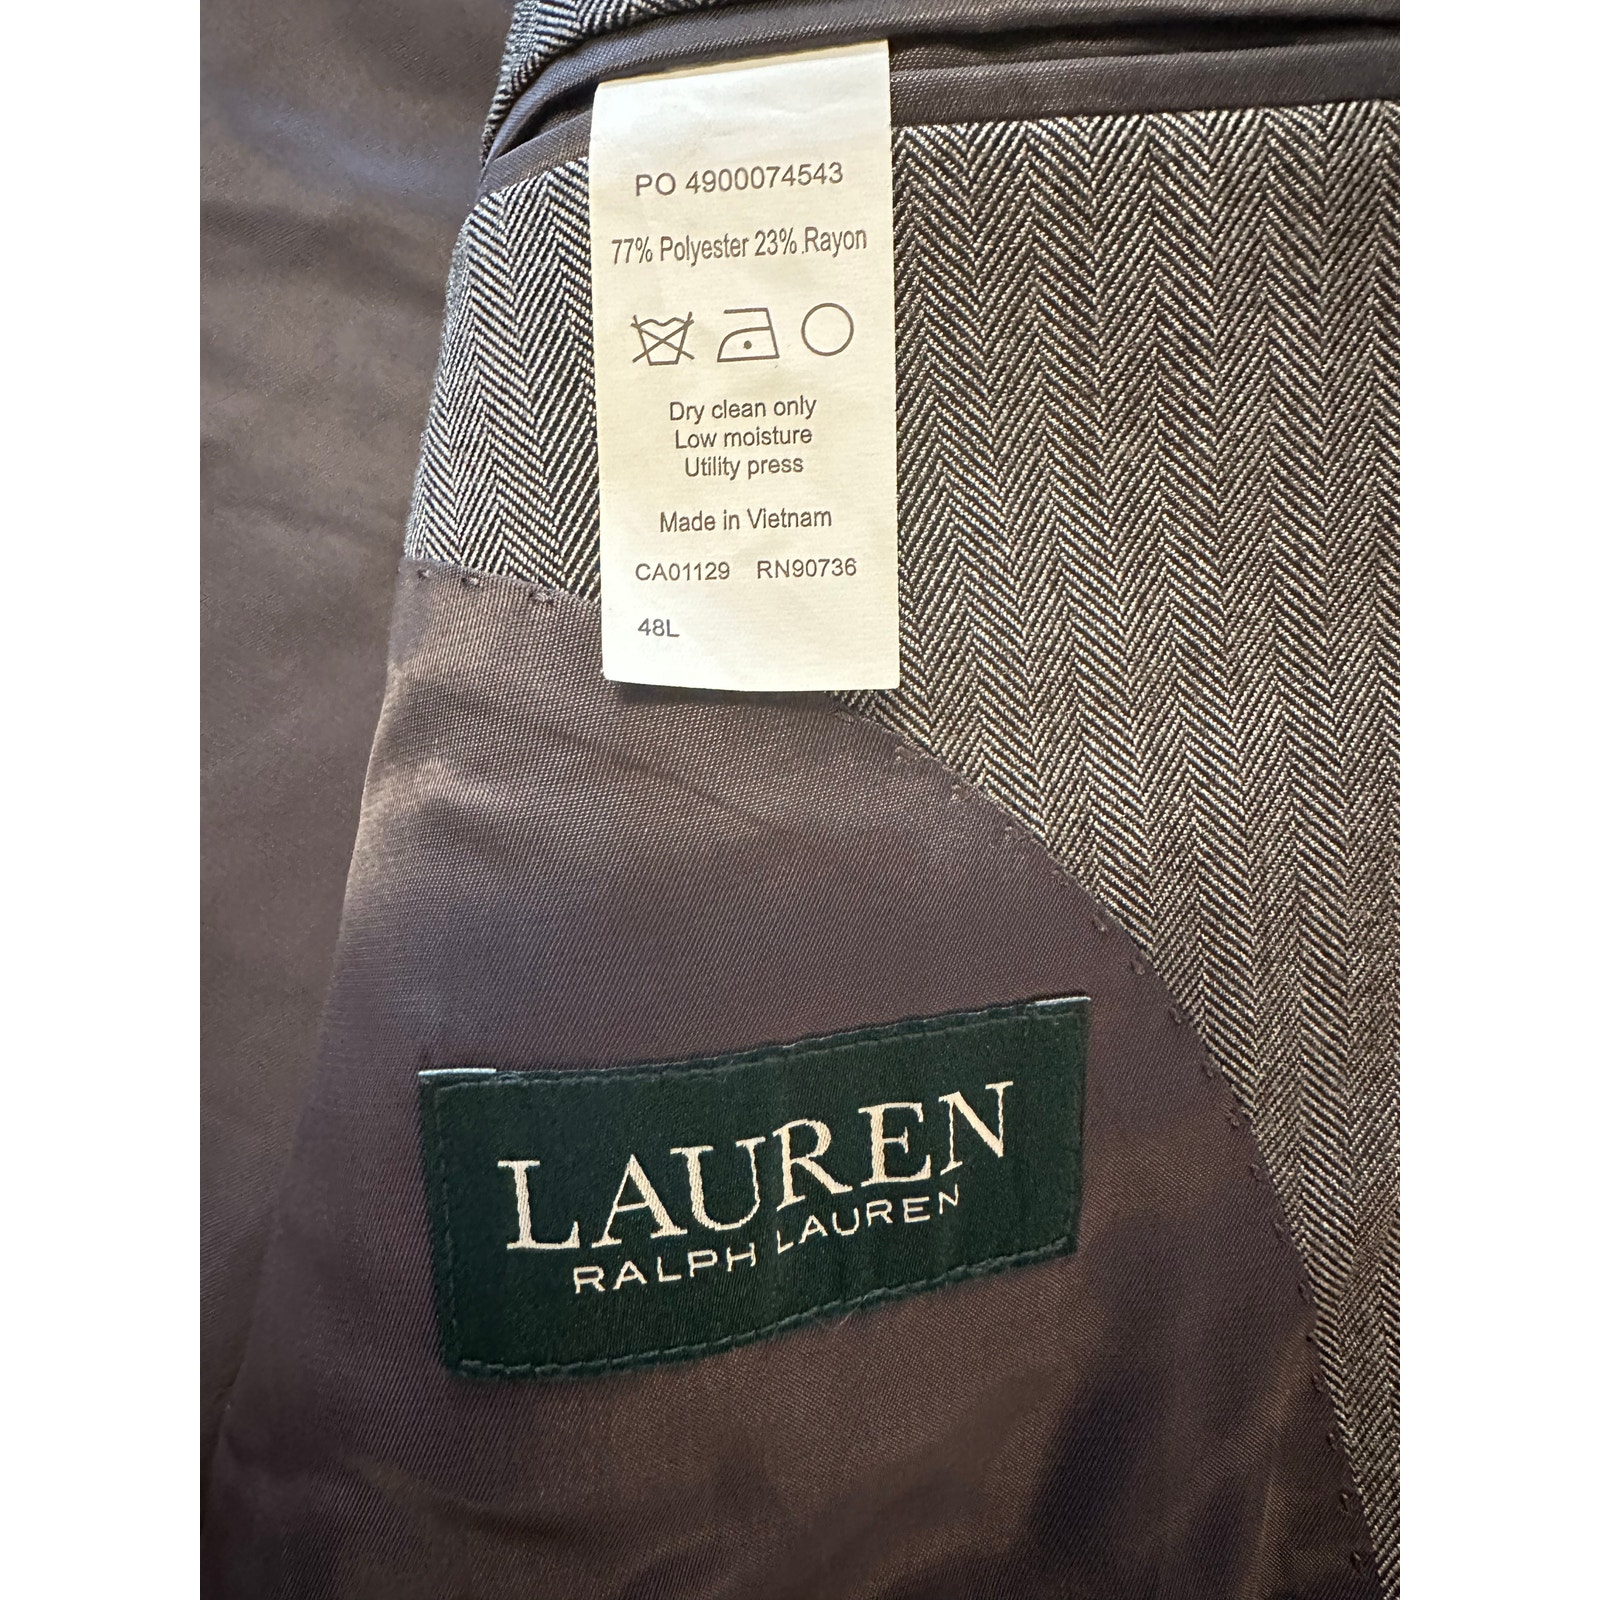 PO 4900074543
77% Polyester 23% Rayon
Dry clean only
Low moisture
Utility press
Made in Vietnam
CA01129 RN90736
48L
LAUREN
RALPH LAUREN